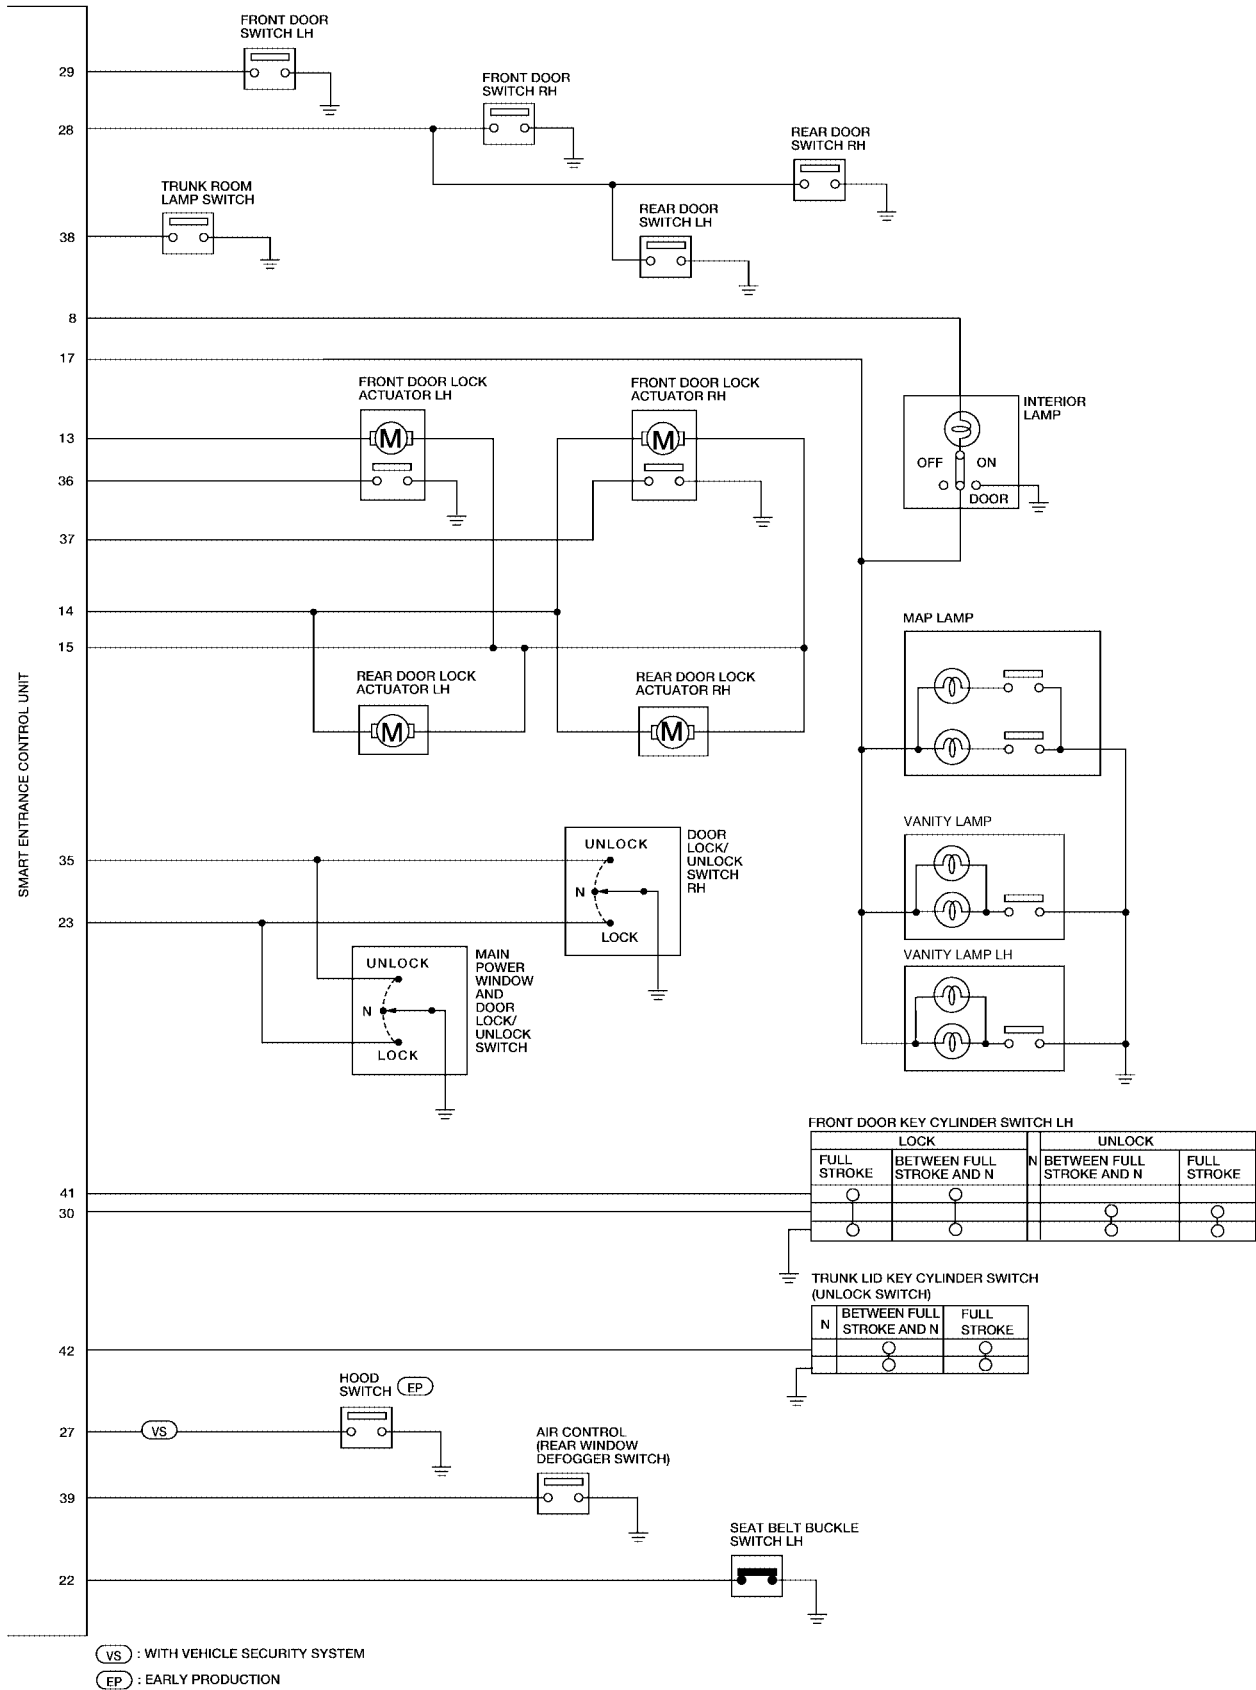 FRONT DOOR
SWITCH LH
29
FRONT DOOR
SWITCH RH
28
REAR DOOR
SWITCH RH
TRUNK ROOM
LAMP SWITCH
REAR DOOR
SWITCH LH
38
8
17
FRONT DOOR LOCK
ACTUATOR LH
FRONT DOOR LOCK
ACTUATOR RH
INTERIOR
LAMP
13
M
M
OFF
ON
36
DOOR
37
14
MAP LAMP
15
REAR DOOR LOCK
ACTUATOR LH
REAR DOOR LOCK
ACTUATOR RH
M
M
SMART ENTRANCE CONTROL UNIT
VANITY LAMP
35
UNLOCK
N
LOCK
DOOR
LOCK/
UNLOCK
SWITCH
RH
23
UNLOCK
N
LOCK
MAIN
POWER
WINDOW
AND
DOOR
LOCK/
UNLOCK
SWITCH
VANITY LAMP LH
FRONT DOOR KEY CYLINDER SWITCH LH
LOCK
UNLOCK
FULL
STROKE
BETWEEN FULL
STROKE AND N
N
BETWEEN FULL
STROKE AND N
FULL
STROKE
41
30
TRUNK LID KEY CYLINDER SWITCH
(UNLOCK SWITCH)
N
BETWEEN FULL
STROKE AND N
FULL
STROKE
42
HOOD
SWITCH
EP
27
VS
AIR CONTROL
(REAR WINDOW
DEFOGGER SWITCH)
39
SEAT BELT BUCKLE
SWITCH LH
22
VS : WITH VEHICLE SECURITY SYSTEM
EP : EARLY PRODUCTION